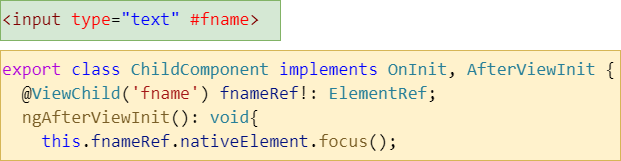 <input type="text" #fname>
export class ChildComponent implements OnInit, AfterViewInit {
@ViewChild('fname') fnameRef!: ElementRef;
ngAfterViewInit(): void{
this.fnameRef.nativeElement.focus();